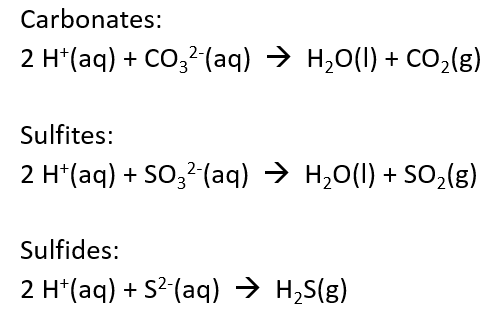 Carbonates:
2 H⁺(aq) + CO₃²⁻(aq) → H₂O(l) + CO₂(g)
Sulfites:
2 H⁺(aq) + SO₃²⁻(aq) → H₂O(l) + SO₂(g)
Sulfides:
2 H⁺(aq) + S²⁻(aq) → H₂S(g)